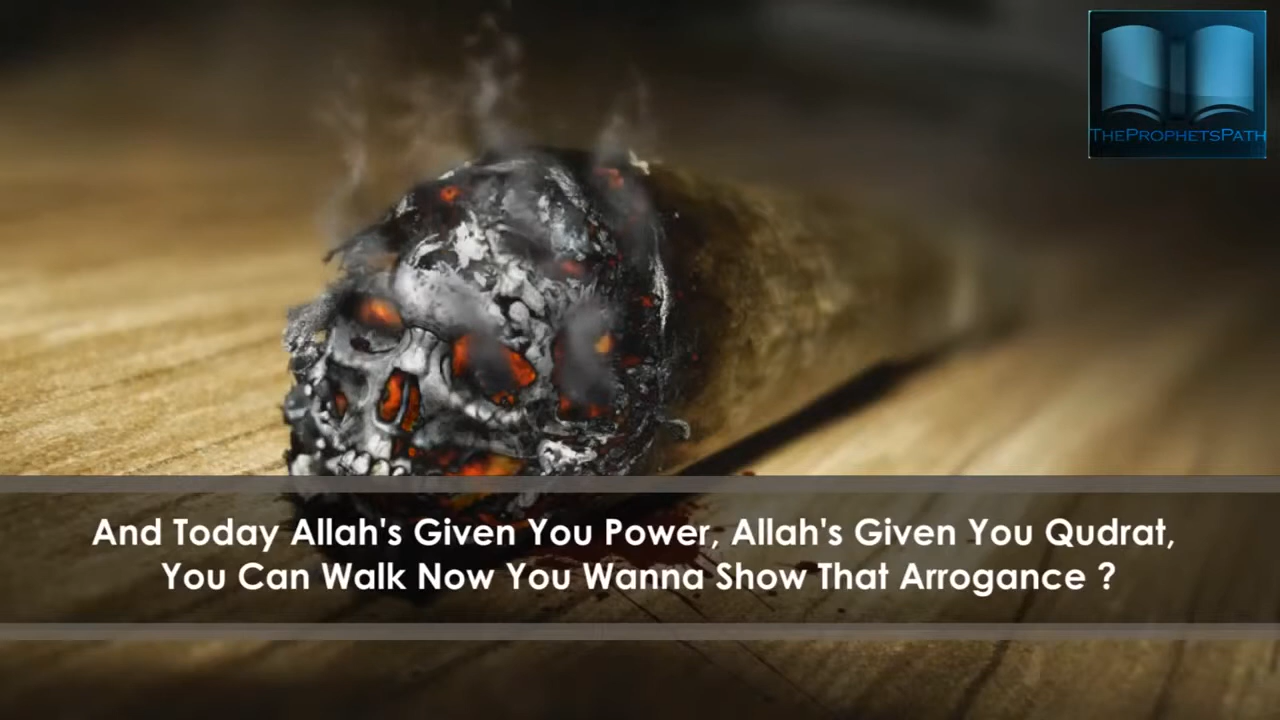 TheProphetsPath
And Today Allah's Given You Power, Allah's Given You Qudrat,
You Can Walk Now You Wanna Show That Arrogance ?